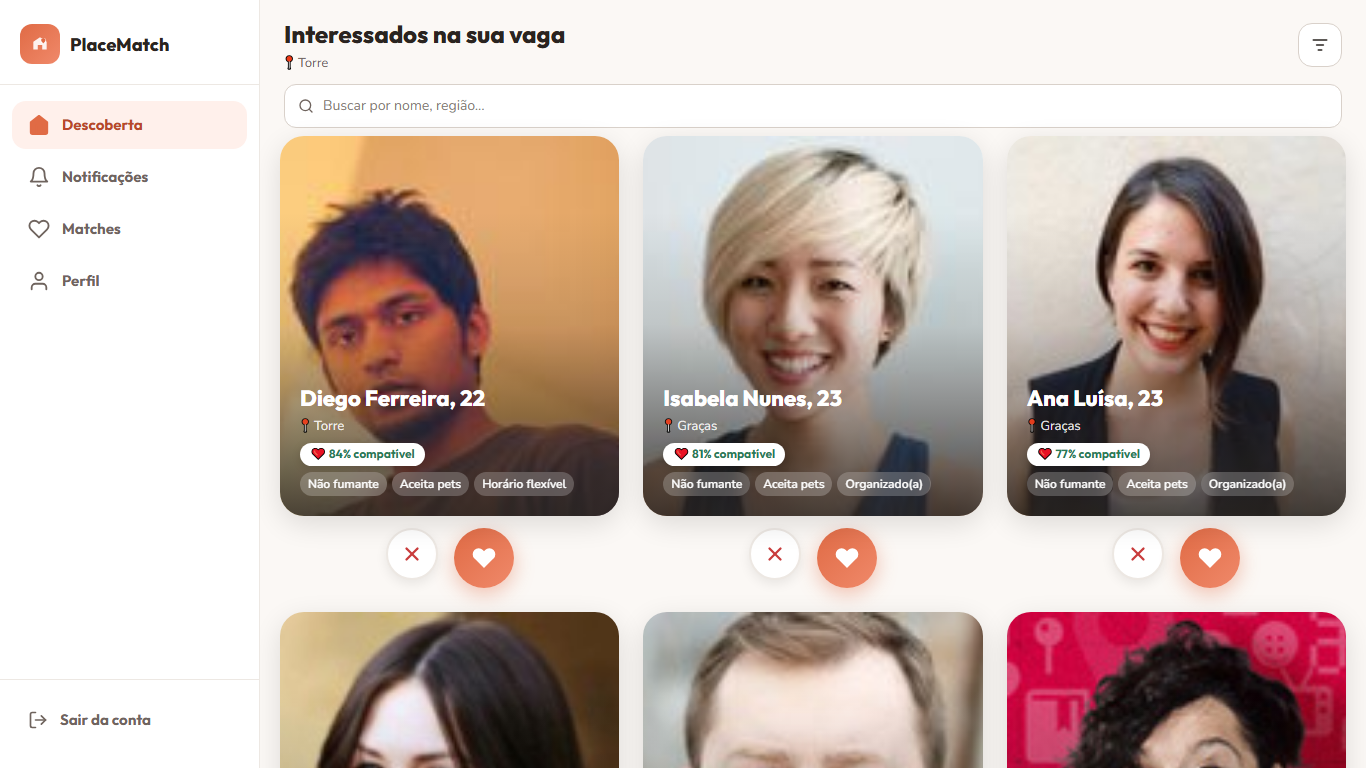 PlaceMatch
Descoberta
Notificações
Matches
Perfil
Sair da conta
Interessados na sua vaga
Torre
Buscar por nome, região...
Diego Ferreira, 22
Torre
84% compatível
Não fumante Aceita pets Horário flexível
Isabela Nunes, 23
Graças
81% compatível
Não fumante Aceita pets Organizado(a)
Ana Luísa, 23
Graças
77% compatível
Não fumante Aceita pets Organizado(a)